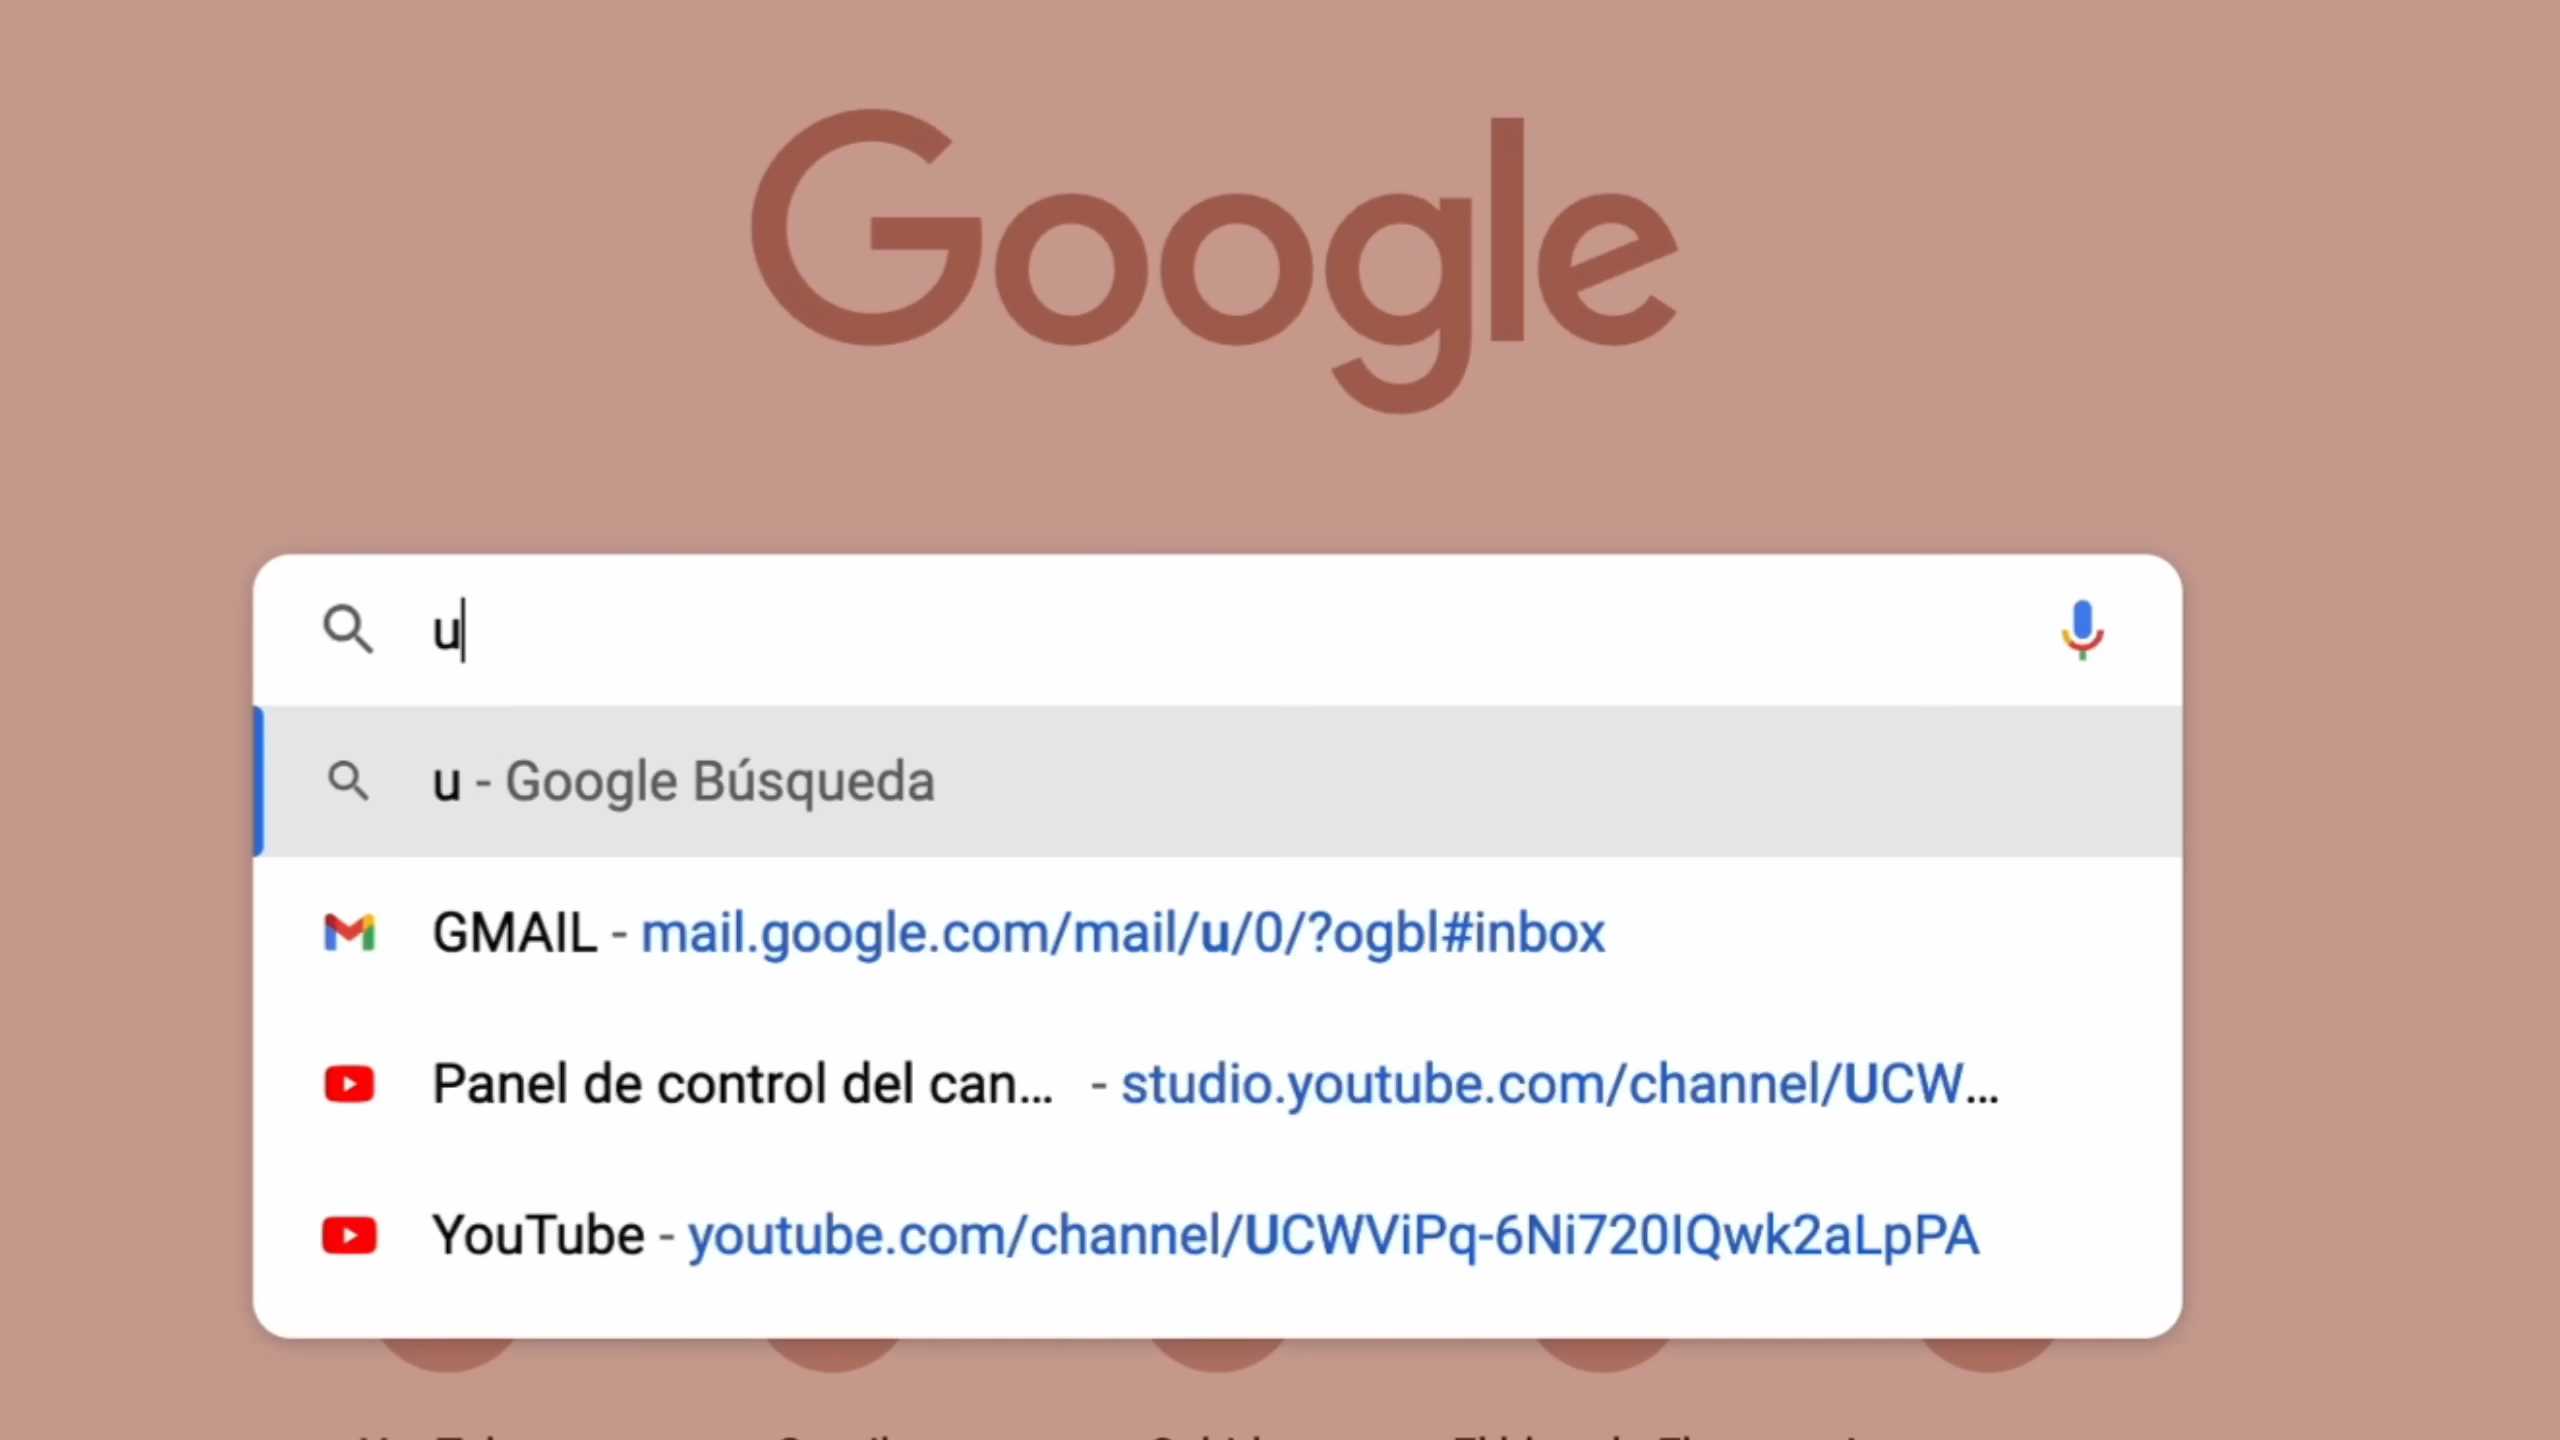 Google
u
u - Google Búsqueda
GMAIL - mail.google.com/mail/u/0/?ogbl#inbox
Panel de control del can... - studio.youtube.com/channel/UCW...
YouTube - youtube.com/channel/UCWViPq-6Ni720IQwk2aLpPA